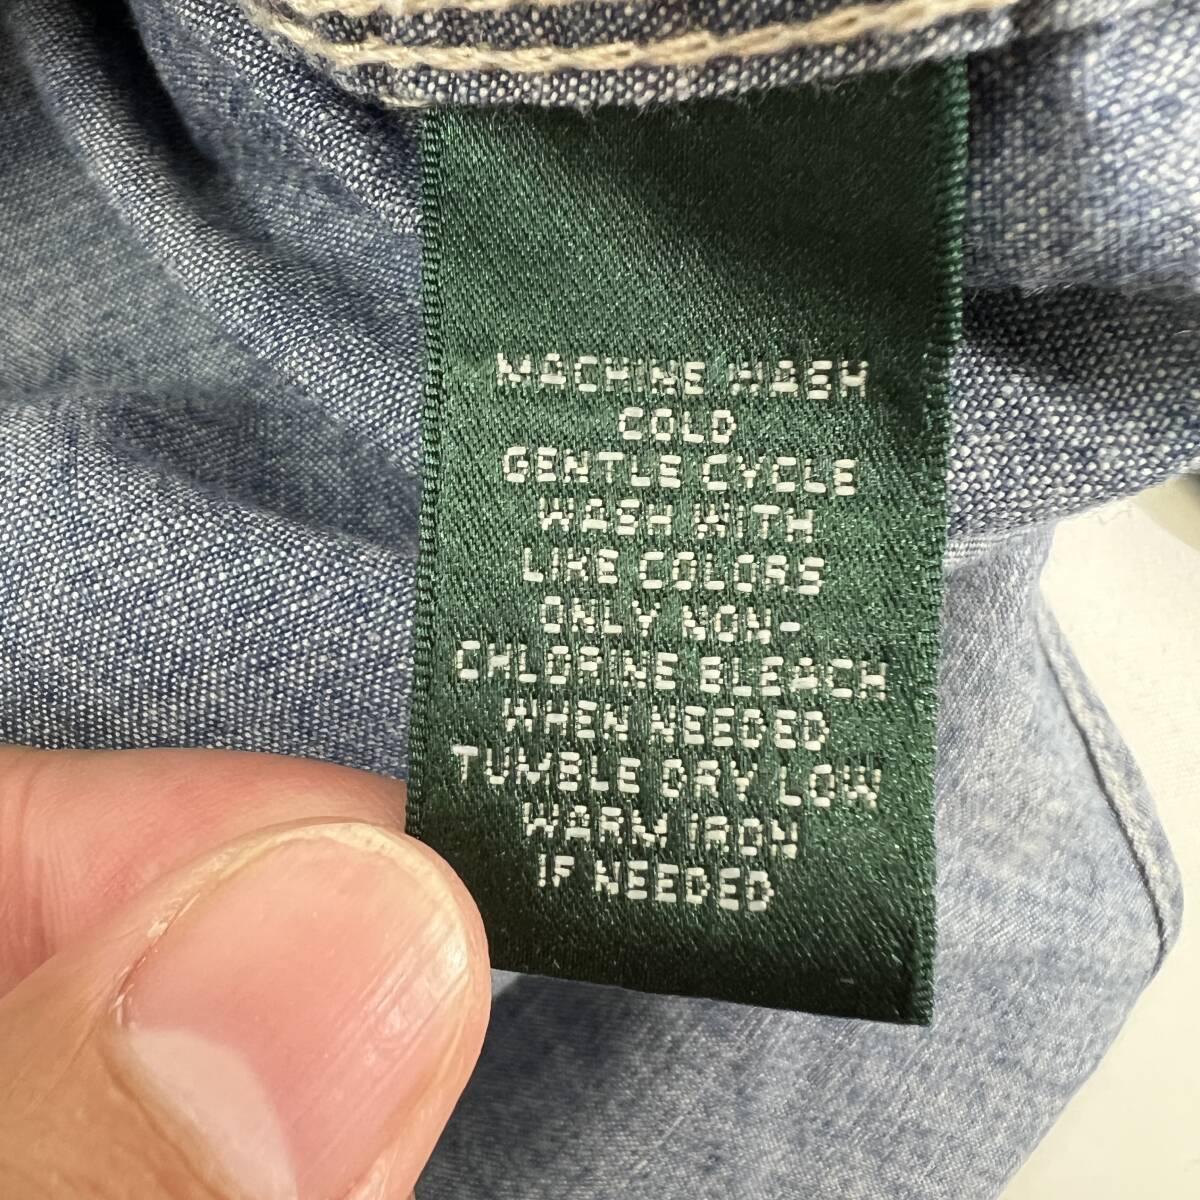 MACHINE WASH
COLD
GENTLE CYCLE
WASH WITH
LIKE COLORS
ONLY NON-
CHLORINE BLEACH
WHEN NEEDED
TUMBLE DRY LOW
WARM IRON
IF NEEDED